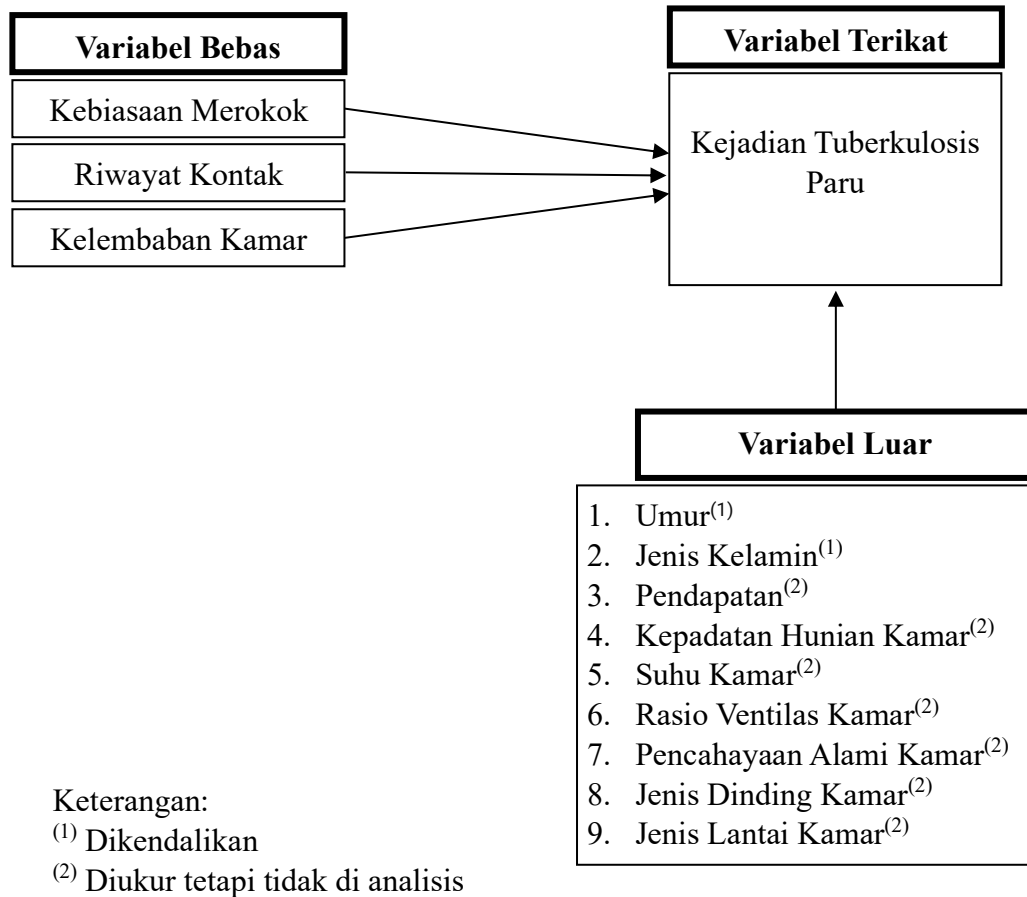 Variabel Bebas
Kebiasaan Merokok
Riwayat Kontak
Kelembaban Kamar
Variabel Terikat
Kejadian Tuberkulosis
Paru
Variabel Luar
1. Umur⁽¹⁾
2. Jenis Kelamin⁽¹⁾
3. Pendapatan⁽²⁾
4. Kepadatan Hunian Kamar⁽²⁾
5. Suhu Kamar⁽²⁾
6. Rasio Ventilas Kamar⁽²⁾
7. Pencahayaan Alami Kamar⁽²⁾
8. Jenis Dinding Kamar⁽²⁾
9. Jenis Lantai Kamar⁽²⁾
Keterangan:
⁽¹⁾ Dikendalikan
⁽²⁾ Diukur tetapi tidak di analisis